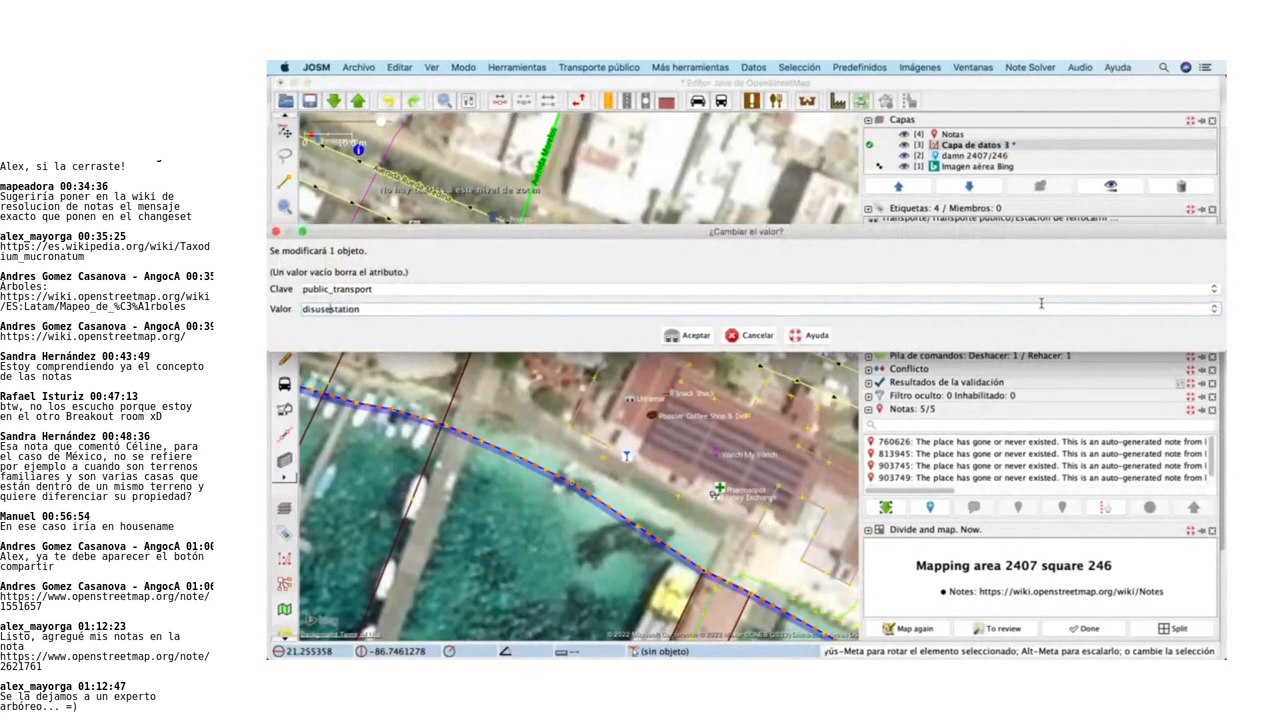 Alex, si la cerraste!
mapeadora 00:34:36
Sugeriría poner en la wiki de
resolucion de notas el mensaje
exacto que ponen en el changeset
alex_mayorga 00:35:25
https://es.wikipedia.org/wiki/Taxod
ium_mucronatum
Andres Gomez Casanova - AngocA 00:35
Árboles:
https://wiki.openstreetmap.org/wiki
/ES:Latam/Mapeo_de_%C3%A1rboles
Andres Gomez Casanova - AngocA 00:39
https://wiki.openstreetmap.org/
Sandra Hernández 00:43:49
Estoy comprendiendo ya el concepto
de las notas
Rafael Isturiz 00:47:13
btw, no los escucho porque estoy
en el otro Breakout room xD
Sandra Hernández 00:48:36
Esa nota que comentó Céline, para
el caso de México, no se refiere
por ejemplo a cuando son terrenos
familiares y son varias casas que
están dentro de un mismo terreno y
quiere diferenciar su propiedad?
Manuel 00:56:54
En ese caso iría en housename
Andres Gomez Casanova - AngocA 01:06
Alex, ya te debe aparecer el botón
compartir
Andres Gomez Casanova - AngocA 01:06
https://www.openstreetmap.org/note/
1551657
alex_mayorga 01:12:23
Listo, agregué mis notas en la
nota
https://www.openstreetmap.org/note/
2621761
alex_mayorga 01:12:47
Se la dejamos a un experto
arbóreo... =)
JOSM Archivo Editar Ver Modo Herramientas Transporte público Más herramientas Datos Selección Predefinidos Imágenes Ventanas Note Solver Audio Ayuda
* Editor Java de OpenStreetMap
Avenida Morelos
Avenida Rueda Medina
No hay teselas a este nivel de zoom
Capas
[4] Notas
[3] Capa de datos 3 *
[2] damn 2407/246
[1] Imagen aérea Bing
Etiquetas: 4 / Miembros: 0
Transporte/Transporte público/Estación de ferrocarri ...
¿Cambiar el valor?
Se modificará 1 objeto.
(Un valor vacío borra el atributo.)
Clave public_transport
Valor disusestation
Aceptar Cancelar Ayuda
Pila de comandos: Deshacer: 1 / Rehacer: 1
Conflicto
Resultados de la validación
Filtro oculto: 0 Inhabilitado: 0
Notas: 5/5
760626: The place has gone or never existed. This is an auto-generated note from
813945: The place has gone or never existed. This is an auto-generated note from
903745: The place has gone or never existed. This is an auto-generated note from
903749: The place has gone or never existed. This is an auto-generated note from
Snack Shack
Ultramar
Rooster Coffee Shop & Deli
Watch My Watch
Divide and map. Now.
Mapping area 2407 square 246
Notes: https://wiki.openstreetmap.org/wiki/Notes
Map again To review Done Split
21.255358 -86.7461278 -- (sin objeto) yús-Meta para rotar el elemento seleccionado; Alt-Meta para escalarlo; o cambie la selección